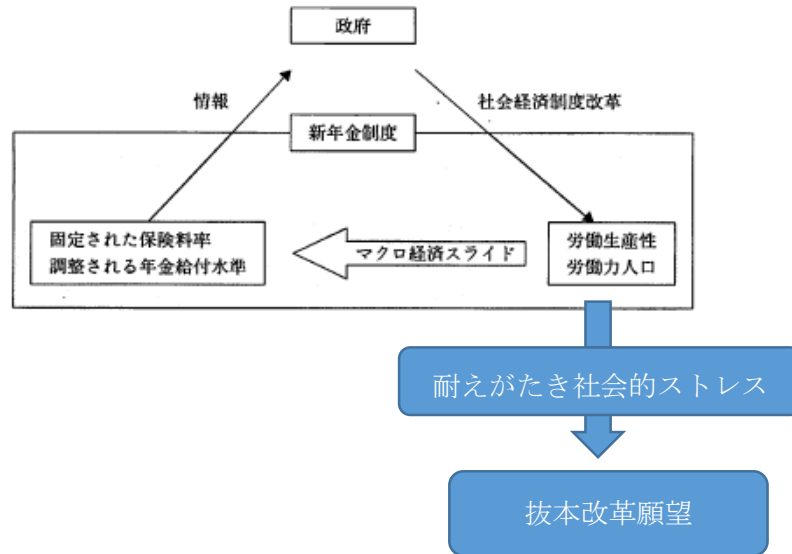 政府
情報
社会経済制度改革
新年金制度
固定された保険料率
調整される年金給付水準
マクロ経済スライド
労働生産性
労働力人口
耐えがたき社会的ストレス
抜本改革願望